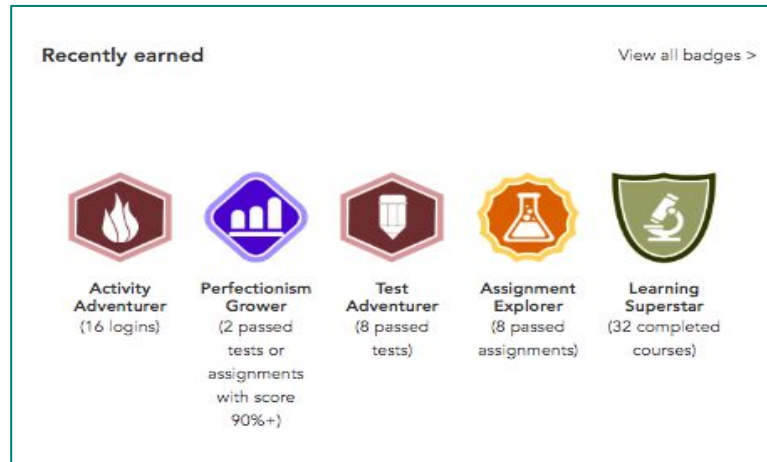 Recently earned
View all badges >
Activity
Adventurer
(16 logins)
Perfectionism
Grower
(2 passed
tests or
assignments
with score
90%+)
Test
Adventurer
(8 passed
tests)
Assignment
Explorer
(8 passed
assignments)
Learning
Superstar
(32 completed
courses)